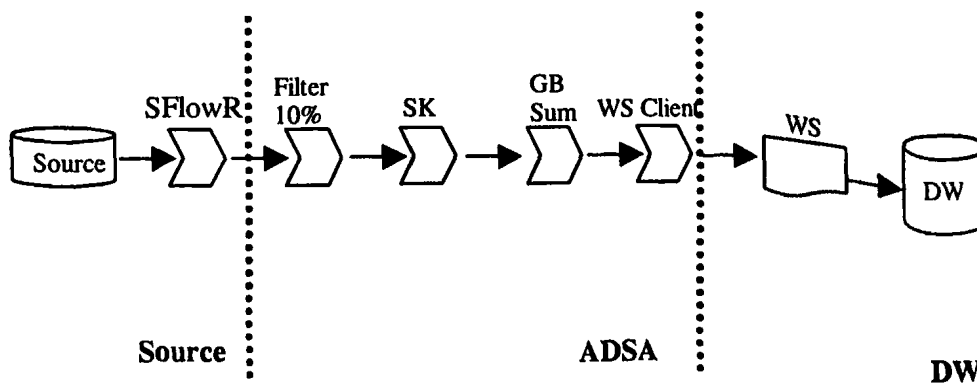 Source
SFlowR
Filter
10%
SK
GB
Sum
WS Client
WS
DW
Source
ADSA
DW